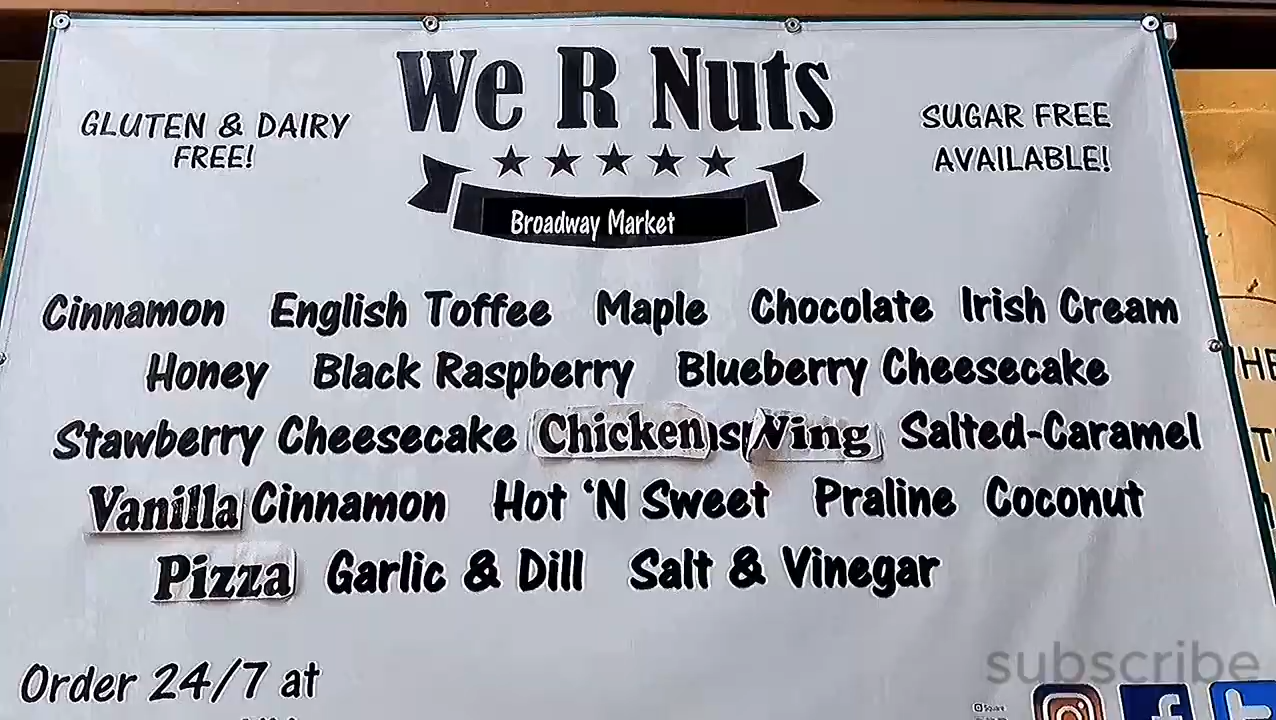 We R Nuts
GLUTEN & DAIRY
FREE!
SUGAR FREE
AVAILABLE!
Broadway Market
Cinnamon English Toffee Maple Chocolate Irish Cream
Honey Black Raspberry Blueberry Cheesecake
Stawberry Cheesecake Chicken Wing Salted-Caramel
Vanilla Cinnamon Hot ‘N Sweet Praline Coconut
Pizza Garlic & Dill Salt & Vinegar
Order 24/7 at
subscribe